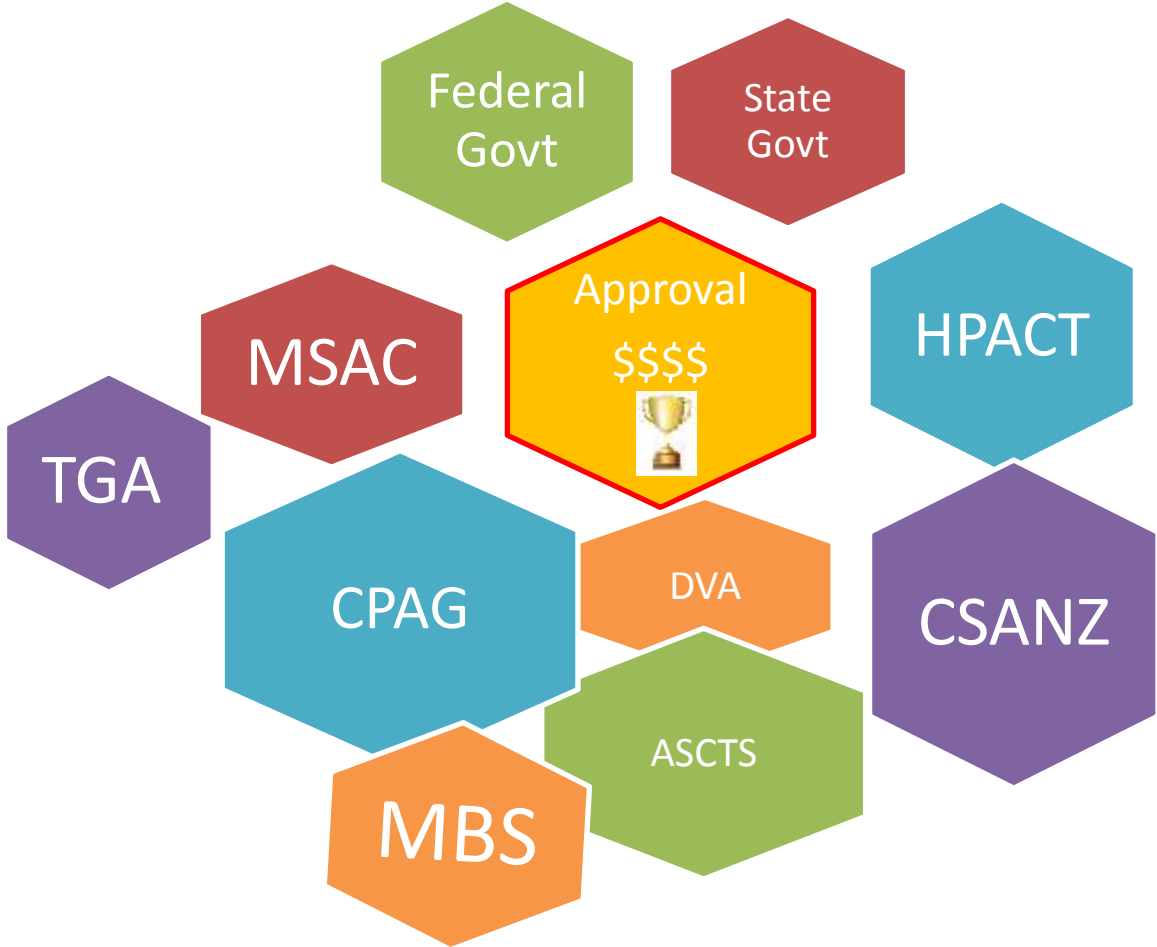 Federal
Govt
State
Govt
Approval
$$$$
HPACT
MSAC
TGA
CPAG
DVA
CSANZ
ASCTS
MBS